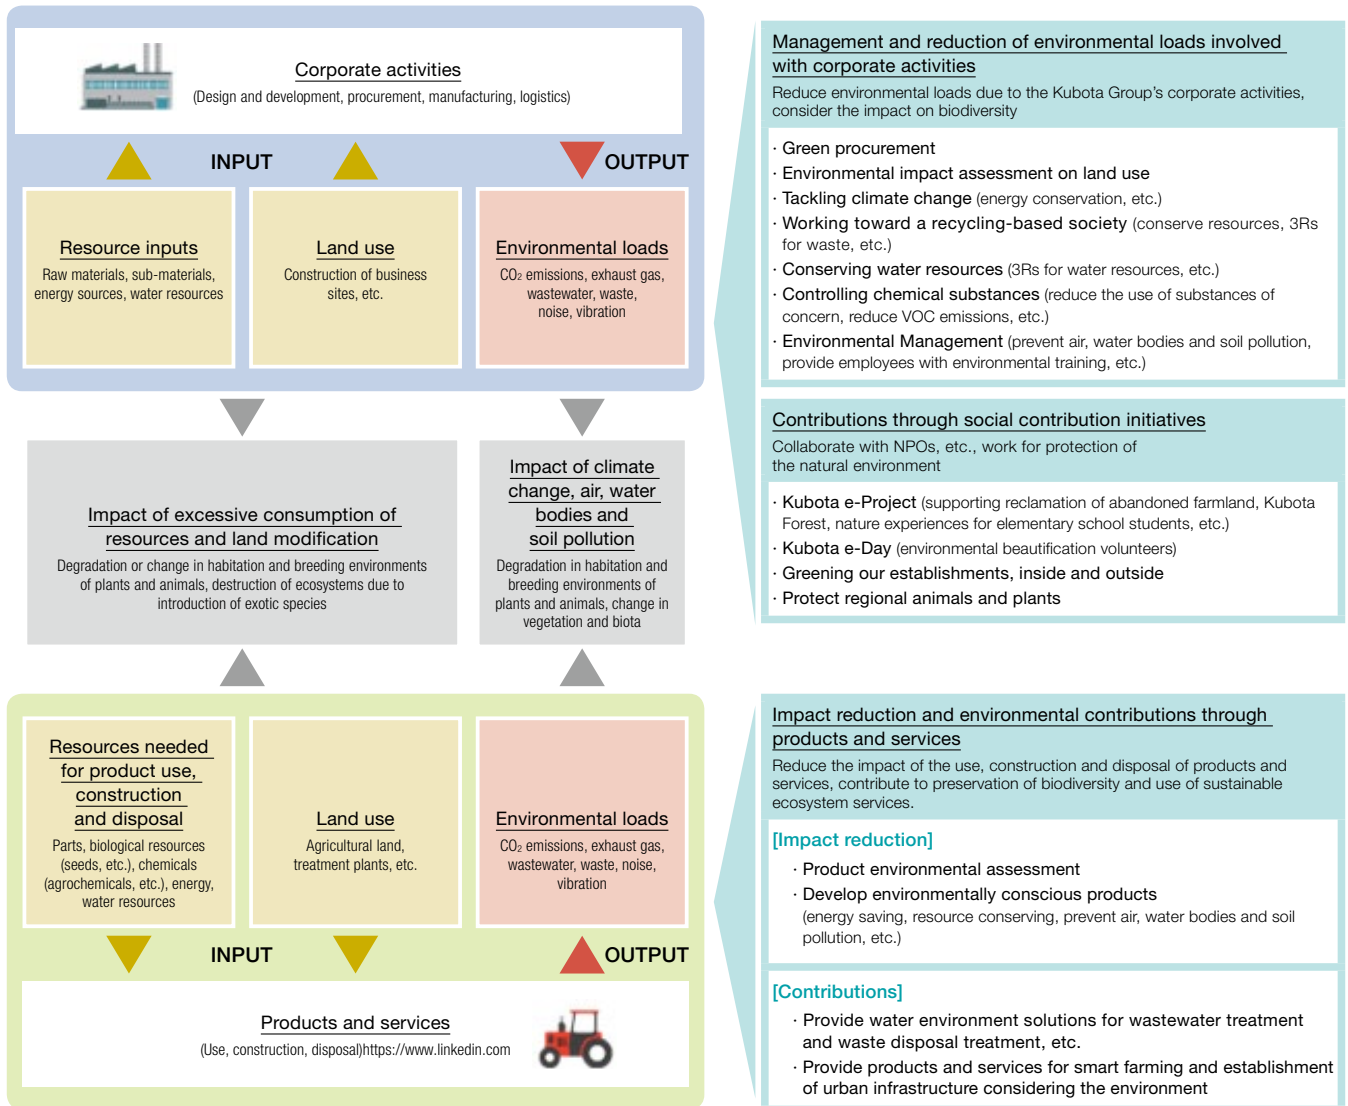 Corporate activities
(Design and development, procurement, manufacturing, logistics)
INPUT
OUTPUT
Resource inputs
Raw materials, sub-materials,
energy sources, water resources
Land use
Construction of business
sites, etc.
Environmental loads
CO₂ emissions, exhaust gas,
wastewater, waste,
noise, vibration
Impact of excessive consumption of
resources and land modification
Degradation or change in habitation and breeding environments
of plants and animals, destruction of ecosystems due to
introduction of exotic species
Impact of climate
change, air, water
bodies and
soil pollution
Degradation in habitation and
breeding environments of
plants and animals, change in
vegetation and biota
Resources needed
for product use,
construction
and disposal
Parts, biological resources
(seeds, etc.), chemicals
(agrochemicals, etc.), energy,
water resources
Land use
Agricultural land,
treatment plants, etc.
Environmental loads
CO₂ emissions, exhaust gas,
wastewater, waste, noise,
vibration
INPUT
OUTPUT
Products and services
(Use, construction, disposal)https://www.linkedin.com
Management and reduction of environmental loads involved
with corporate activities
Reduce environmental loads due to the Kubota Group's corporate activities,
consider the impact on biodiversity
· Green procurement
· Environmental impact assessment on land use
· Tackling climate change (energy conservation, etc.)
· Working toward a recycling-based society (conserve resources, 3Rs
for waste, etc.)
· Conserving water resources (3Rs for water resources, etc.)
· Controlling chemical substances (reduce the use of substances of
concern, reduce VOC emissions, etc.)
· Environmental Management (prevent air, water bodies and soil pollution,
provide employees with environmental training, etc.)
Contributions through social contribution initiatives
Collaborate with NPOs, etc., work for protection of
the natural environment
· Kubota e-Project (supporting reclamation of abandoned farmland, Kubota
Forest, nature experiences for elementary school students, etc.)
· Kubota e-Day (environmental beautification volunteers)
· Greening our establishments, inside and outside
· Protect regional animals and plants
Impact reduction and environmental contributions through
products and services
Reduce the impact of the use, construction and disposal of products and
services, contribute to preservation of biodiversity and use of sustainable
ecosystem services.
[Impact reduction]
· Product environmental assessment
· Develop environmentally conscious products
(energy saving, resource conserving, prevent air, water bodies and soil
pollution, etc.)
[Contributions]
· Provide water environment solutions for wastewater treatment
and waste disposal treatment, etc.
· Provide products and services for smart farming and establishment
of urban infrastructure considering the environment